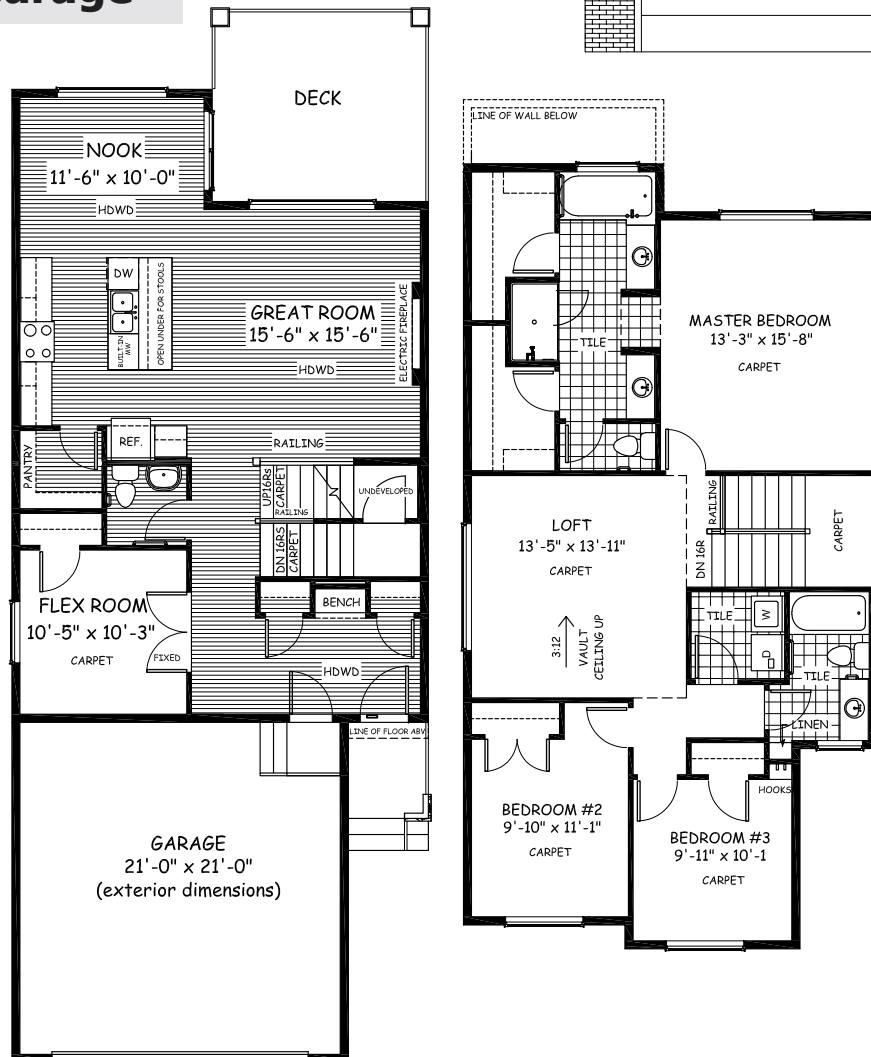 DECK
NOOK
11'-6" x 10'-0"
HDWD
DW
BUILT-IN
MW
OPEN UNDER FOR STOOLS
GREAT ROOM
15'-6" x 15'-6"
HDWD
ELECTRIC FIREPLACE
REF.
RAILING
PANTRY
UP16Rs
CARPET
RAILING
UNDEVELOPED
DN 16RS
CARPET
FLEX ROOM
10'-5" x 10'-3"
CARPET
FIXED
BENCH
HDWD
LINE OF FLOOR ABV
GARAGE
21'-0" x 21'-0"
(exterior dimensions)
LINE OF WALL BELOW
TILE
MASTER BEDROOM
13'-3" x 15'-8"
CARPET
LOFT
13'-5" x 13'-11"
CARPET
RAILING
DN 16R
CARPET
3:12
VAULT
CEILING UP
TILE
W
D
TILE
LINEN
HOOKS
BEDROOM #2
9'-10" x 11'-1"
CARPET
BEDROOM #3
9'-11" x 10'-1
CARPET